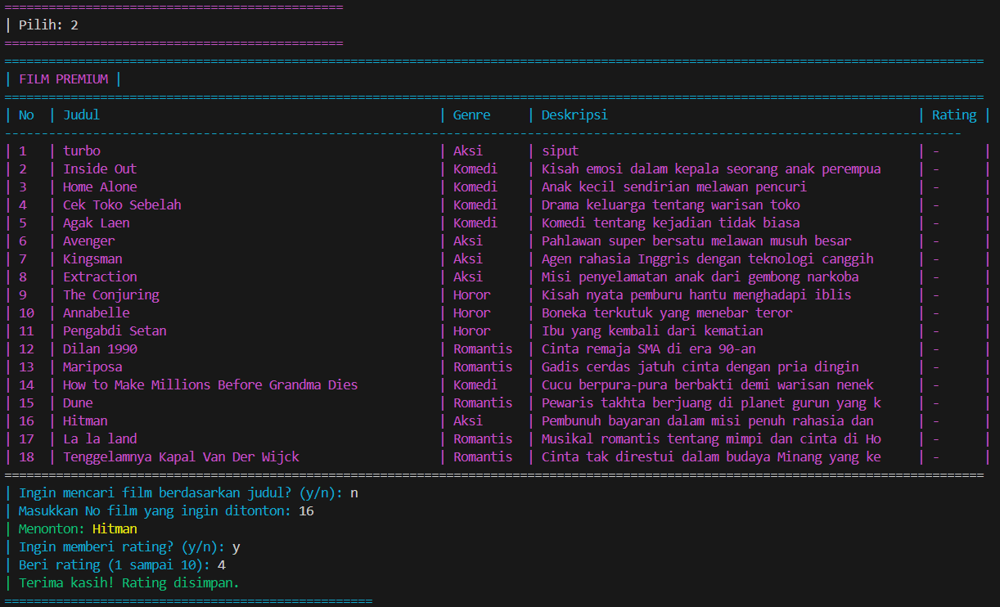 ==============================================
| Pilih: 2
==============================================
=====================================================================================================================================
| FILM PREMIUM |
=====================================================================================================================================
| No | Judul | Genre | Deskripsi | Rating |
----------------------------------------------------------------------------------------------------------------------------------
| 1 | turbo | Aksi | siput | - |
| 2 | Inside Out | Komedi | Kisah emosi dalam kepala seorang anak perempua | - |
| 3 | Home Alone | Komedi | Anak kecil sendirian melawan pencuri | - |
| 4 | Cek Toko Sebelah | Komedi | Drama keluarga tentang warisan toko | - |
| 5 | Agak Laen | Komedi | Komedi tentang kejadian tidak biasa | - |
| 6 | Avenger | Aksi | Pahlawan super bersatu melawan musuh besar | - |
| 7 | Kingsman | Aksi | Agen rahasia Inggris dengan teknologi canggih | - |
| 8 | Extraction | Aksi | Misi penyelamatan anak dari gembong narkoba | - |
| 9 | The Conjuring | Horor | Kisah nyata pemburu hantu menghadapi iblis | - |
| 10 | Annabelle | Horor | Boneka terkutuk yang menebar teror | - |
| 11 | Pengabdi Setan | Horor | Ibu yang kembali dari kematian | - |
| 12 | Dilan 1990 | Romantis | Cinta remaja SMA di era 90-an | - |
| 13 | Mariposa | Romantis | Gadis cerdas jatuh cinta dengan pria dingin | - |
| 14 | How to Make Millions Before Grandma Dies | Komedi | Cucu berpura-pura berbakti demi warisan nenek | - |
| 15 | Dune | Romantis | Pewaris takhta berjuang di planet gurun yang k | - |
| 16 | Hitman | Aksi | Pembunuh bayaran dalam misi penuh rahasia dan | - |
| 17 | La la land | Romantis | Musikal romantis tentang mimpi dan cinta di Ho | - |
| 18 | Tenggelamnya Kapal Van Der Wijck | Romantis | Cinta tak direstui dalam budaya Minang yang ke | - |
=====================================================================================================================================
| Ingin mencari film berdasarkan judul? (y/n): n
| Masukkan No film yang ingin ditonton: 16
| Menonton: Hitman
| Ingin memberi rating? (y/n): y
| Beri rating (1 sampai 10): 4
| Terima kasih! Rating disimpan.
==================================================